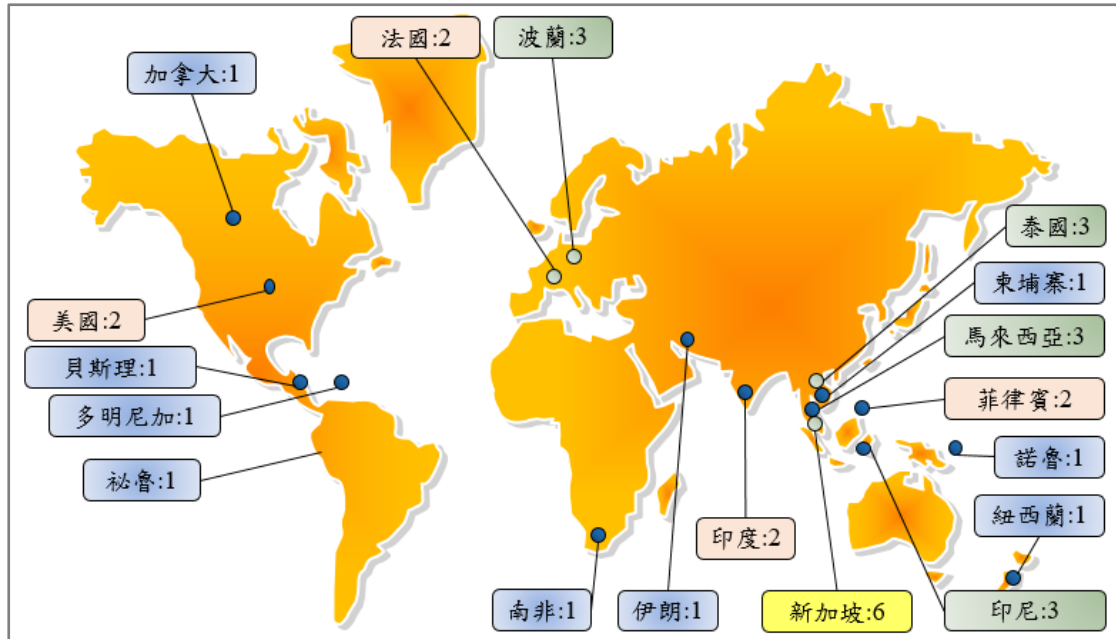 法國:2
波蘭:3
加拿大:1
泰國:3
柬埔寨:1
美國:2
馬來西亞:3
貝斯理:1
菲律賓:2
多明尼加:1
諾魯:1
祕魯:1
紐西蘭:1
印度:2
南非:1
伊朗:1
新加坡:6
印尼:3